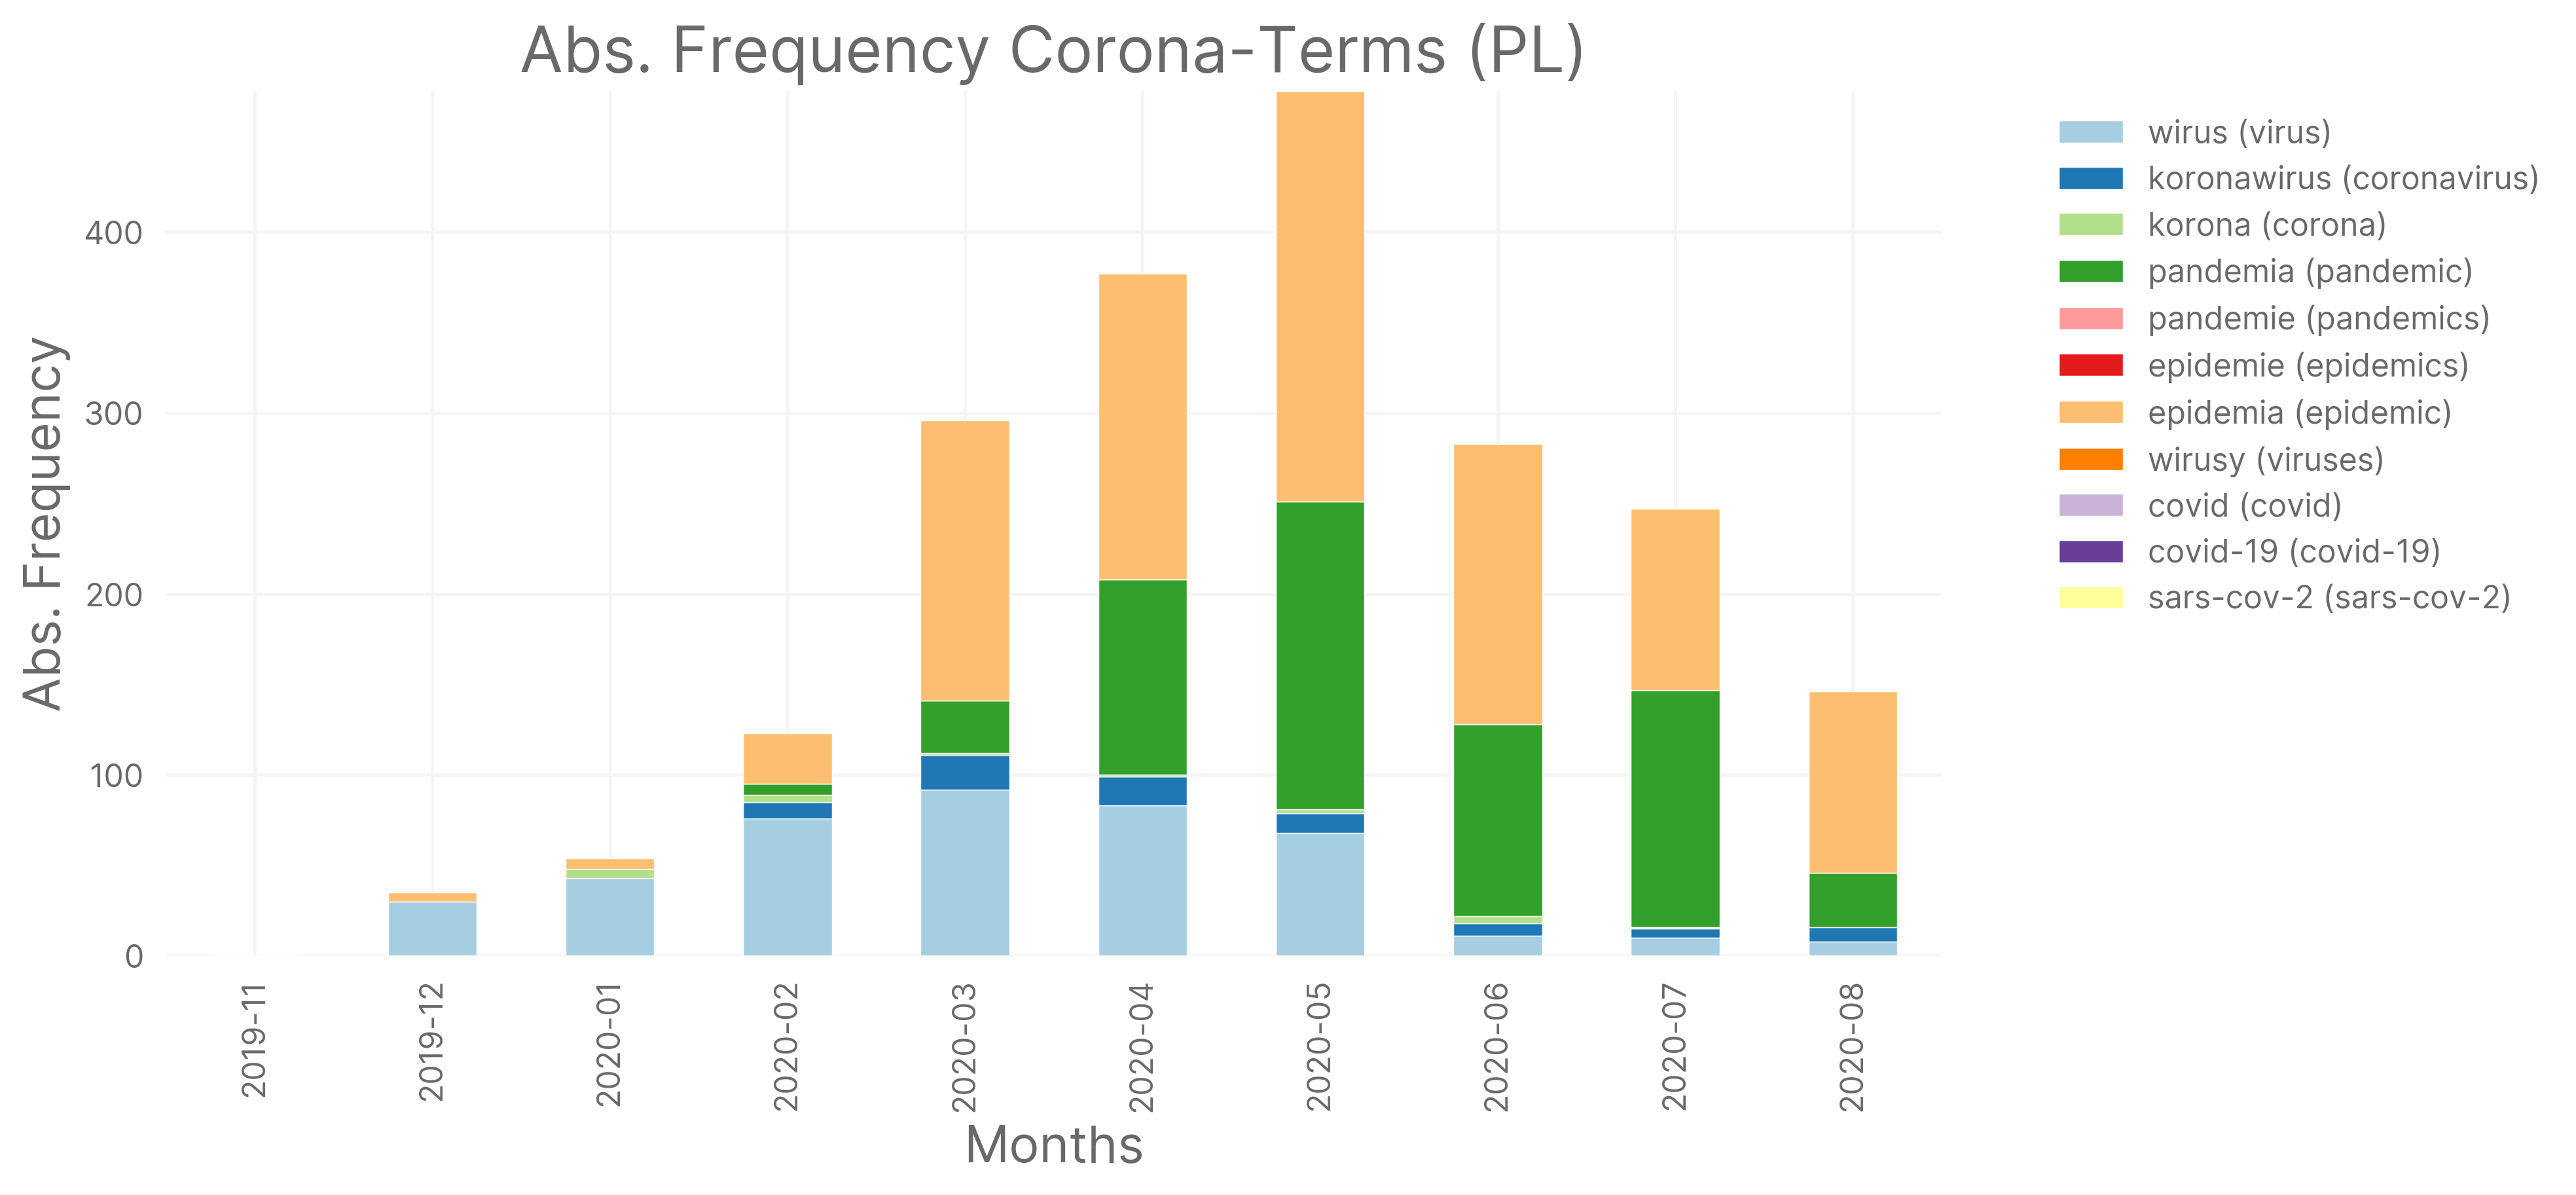 Abs. Frequency Corona-Terms (PL)
Abs. Frequency
400
300
200
100
0
2019-11
2019-12
2020-01
2020-02
2020-03
2020-04
2020-05
2020-06
2020-07
2020-08
Months
wirus (virus)
koronawirus (coronavirus)
korona (corona)
pandemia (pandemic)
pandemie (pandemics)
epidemie (epidemics)
epidemia (epidemic)
wirusy (viruses)
covid (covid)
covid-19 (covid-19)
sars-cov-2 (sars-cov-2)